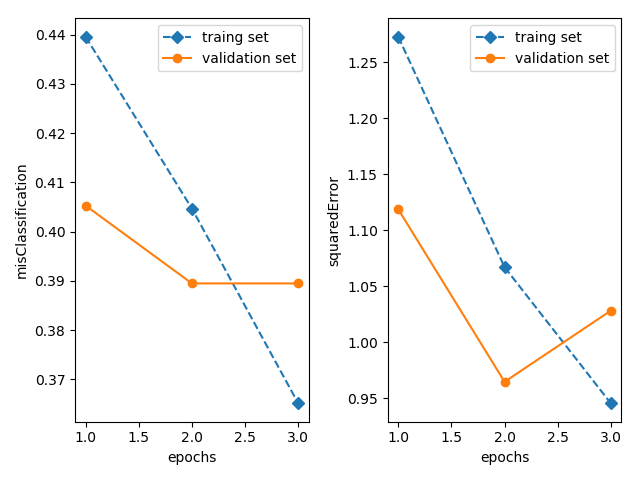 traing set
validation set
0.44
0.43
0.42
0.41
0.40
0.39
0.38
0.37
misClassification
1.0 1.5 2.0 2.5 3.0
epochs
traing set
validation set
1.25
1.20
1.15
1.10
1.05
1.00
0.95
squaredError
1.0 1.5 2.0 2.5 3.0
epochs